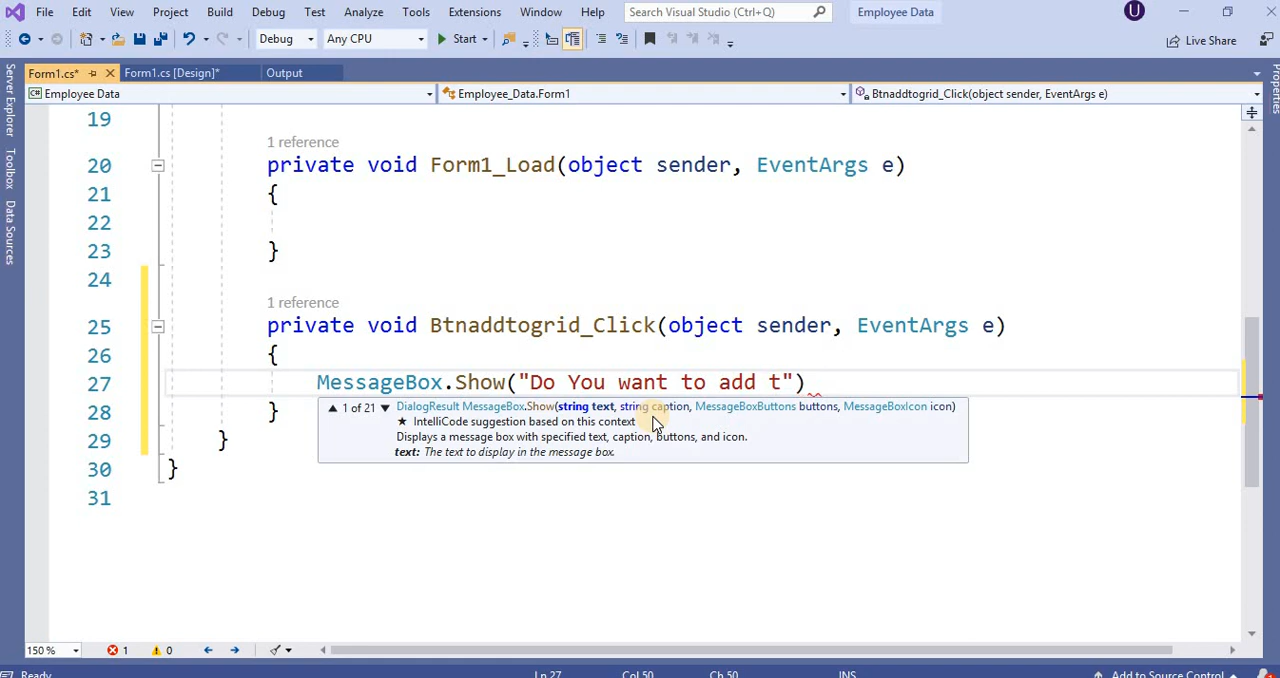 File Edit View Project Build Debug Test Analyze Tools Extensions Window Help Search Visual Studio (Ctrl+Q) Employee Data U
Debug Any CPU Start Live Share
Form1.cs* Form1.cs [Design]* Output
Employee Data Employee_Data.Form1 Btnaddtogrid_Click(object sender, EventArgs e)
Server Explorer
Toolbox
Data Sources
Properties
19
1 reference
20 private void Form1_Load(object sender, EventArgs e)
21 {
22
23 }
24
1 reference
25 private void Btnaddtogrid_Click(object sender, EventArgs e)
26 {
27 MessageBox.Show("Do You want to add t")
1 of 21 DialogResult MessageBox.Show(string text, string caption, MessageBoxButtons buttons, MessageBoxIcon icon)
★ IntelliCode suggestion based on this context
Displays a message box with specified text, caption, buttons, and icon.
text: The text to display in the message box.
28 }
29 }
30 }
31
150 % 1 0
Ready Ln 27 Col 50 Ch 50 INS Add to Source Control